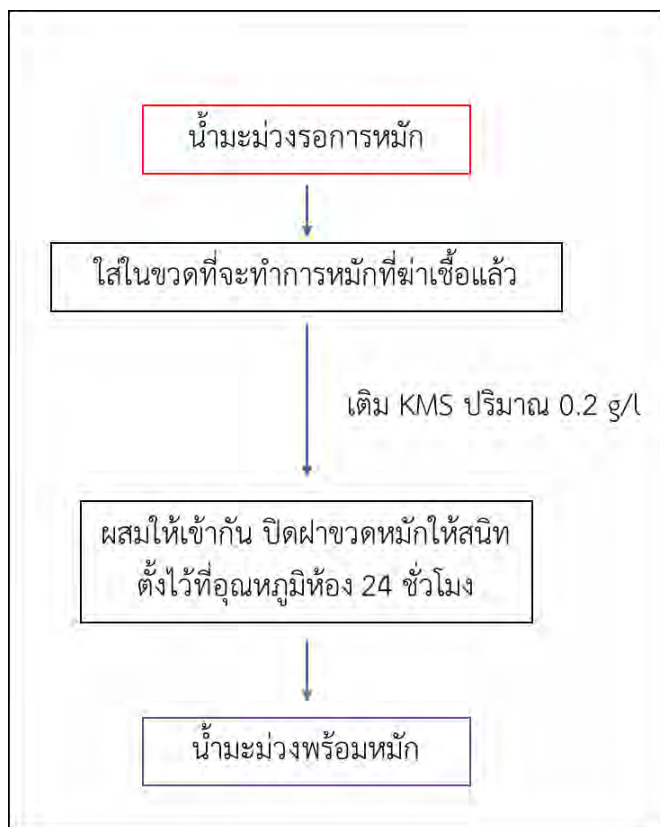 น้ำมะม่วงรอการหมัก
ใส่ในขวดที่จะทำการหมักที่ฆ่าเชื้อแล้ว
เติม KMS ปริมาณ 0.2 g/l
ผสมให้เข้ากัน ปิดฝาขวดหมักให้สนิท
ตั้งไว้ที่อุณหภูมิห้อง 24 ชั่วโมง
น้ำมะม่วงพร้อมหมัก